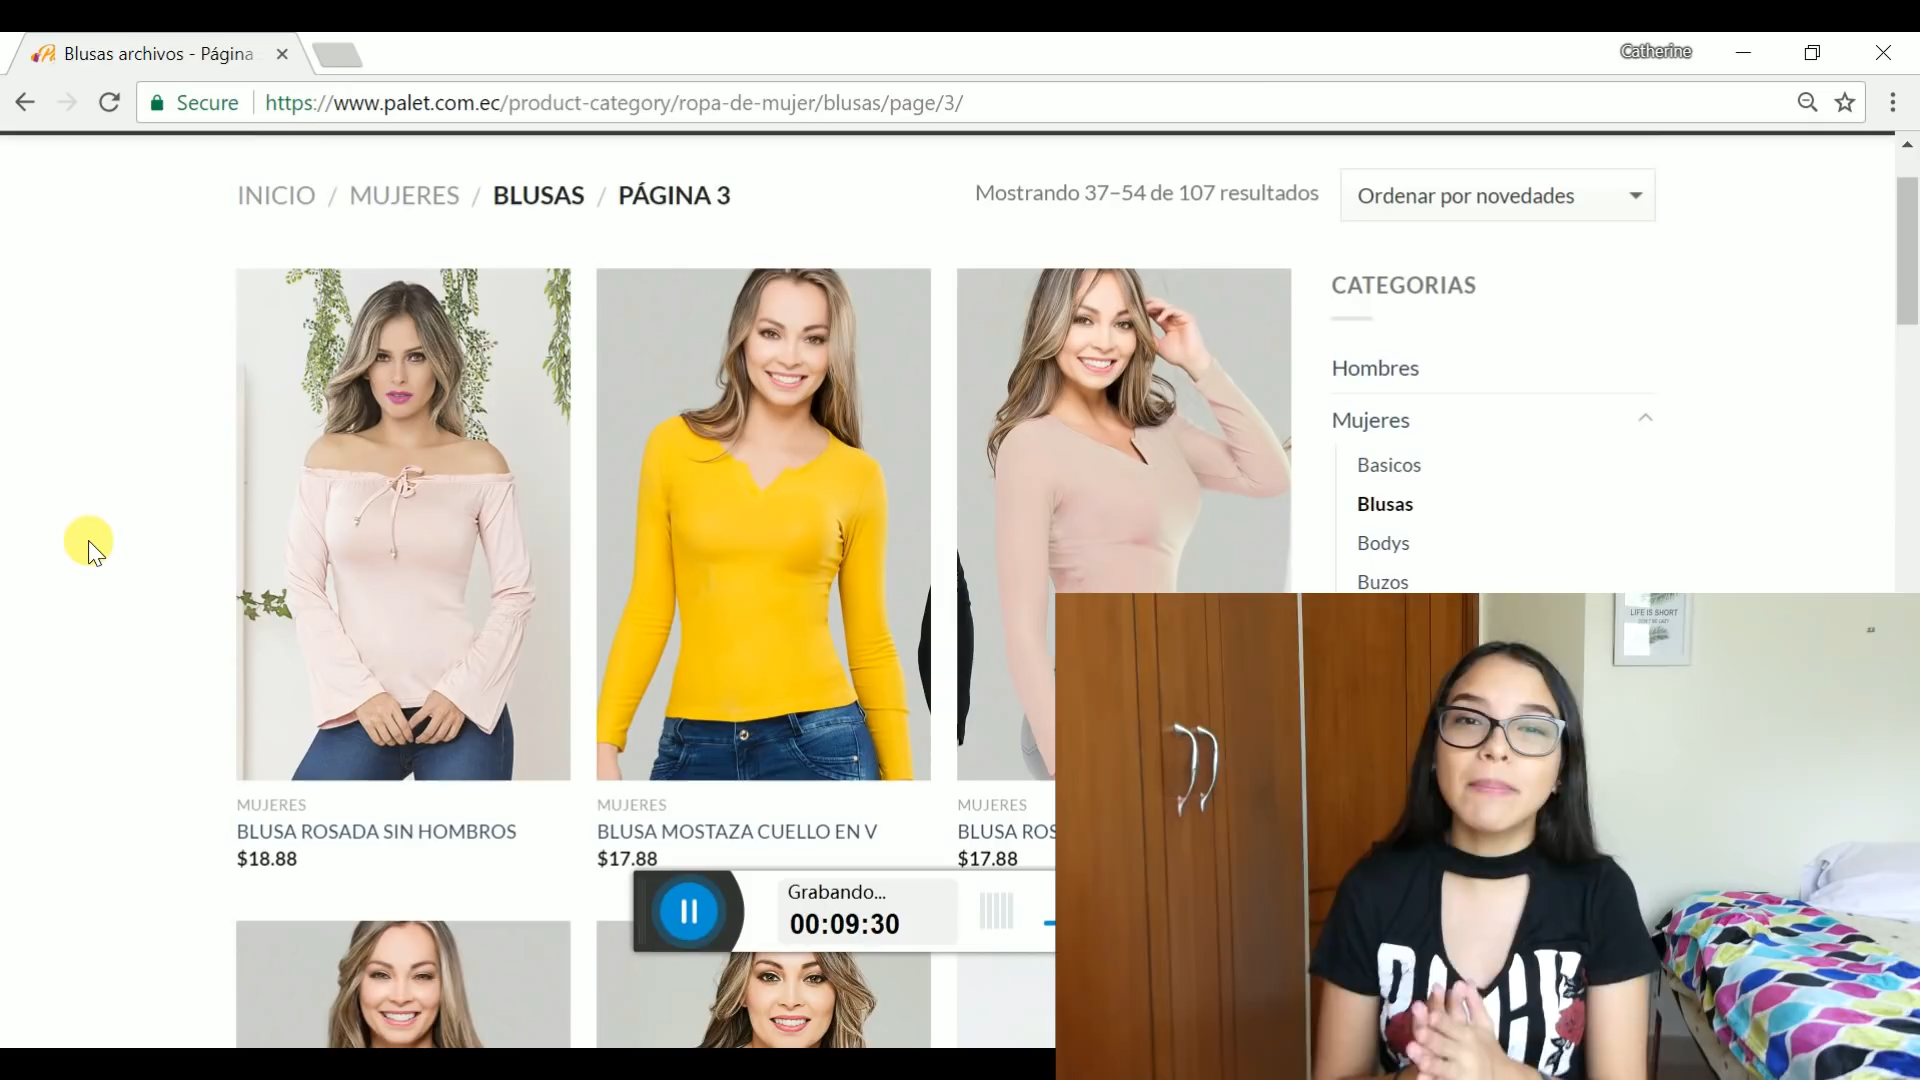 Blusas archivos - Página
Catherine
Secure
https://www.palet.com.ec/product-category/ropa-de-mujer/blusas/page/3/
INICIO / MUJERES / BLUSAS / PÁGINA 3
Mostrando 37–54 de 107 resultados
Ordenar por novedades
CATEGORIAS
Hombres
Mujeres
Basicos
Blusas
Bodys
Buzos
MUJERES
BLUSA ROSADA SIN HOMBROS
$18.88
MUJERES
BLUSA MOSTAZA CUELLO EN V
$17.88
MUJERES
BLUSA ROS
$17.88
Grabando...
00:09:30
LIFE IS SHORT